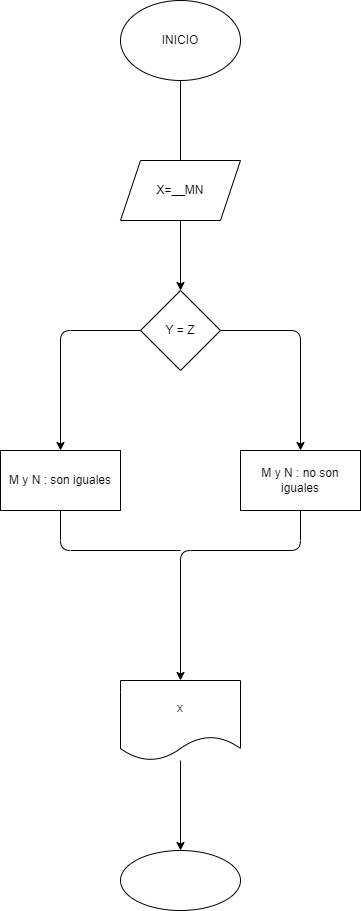 INICIO
X=__MN
Y = Z
M y N : son iguales
M y N : no son
iguales
x